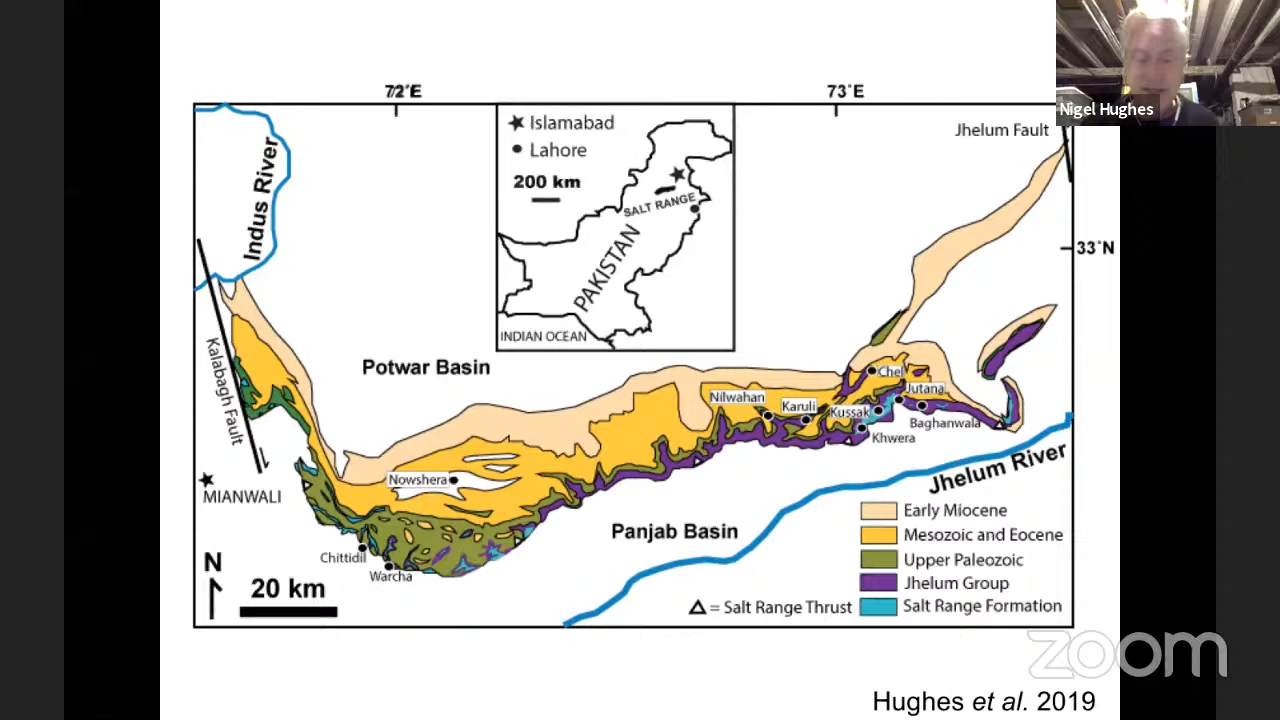 72°E
73°E
Nigel Hughes
Jhelum Fault
Islamabad
Lahore
200 km
SALT RANGE
PAKISTAN
INDIAN OCEAN
Indus River
33°N
Kalabagh Fault
Potwar Basin
Chel
Jutana
Nilwahan
Karuli
Kussak
Baghanwala
Khwera
Nowshera
MIANWALI
Jhelum River
Panjab Basin
Chittidil
Warcha
N
20 km
Early Miocene
Mesozoic and Eocene
Upper Paleozoic
Jhelum Group
= Salt Range Thrust
Salt Range Formation
zoom
Hughes et al. 2019